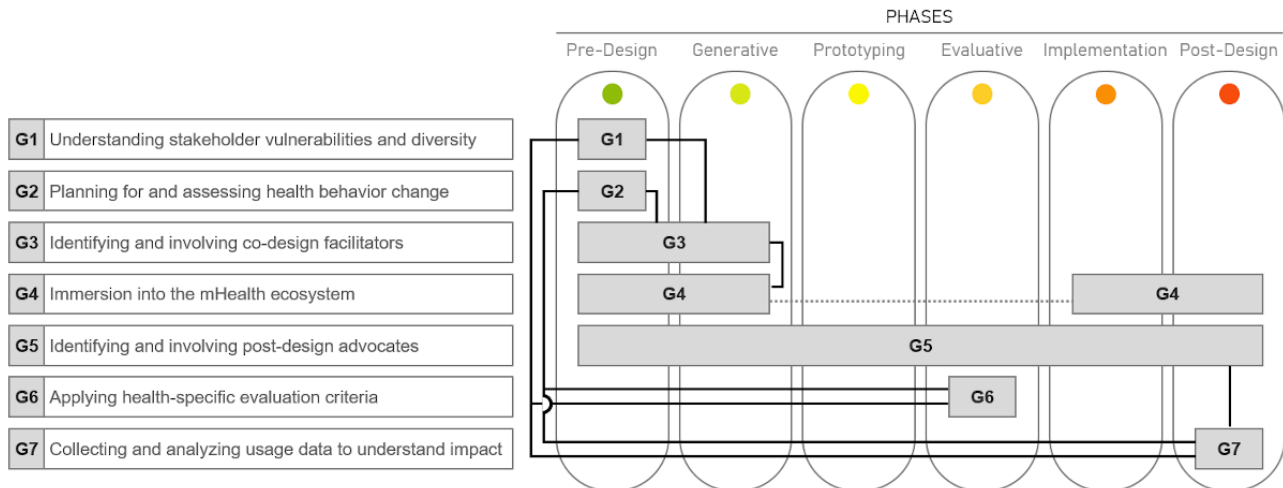 PHASES
Pre-Design Generative Prototyping Evaluative Implementation Post-Design
G1 Understanding stakeholder vulnerabilities and diversity G1
G2 Planning for and assessing health behavior change G2
G3 Identifying and involving co-design facilitators G3
G4 Immersion into the mHealth ecosystem G4 G4
G5 Identifying and involving post-design advocates G5
G6 Applying health-specific evaluation criteria G6
G7 Collecting and analyzing usage data to understand impact G7